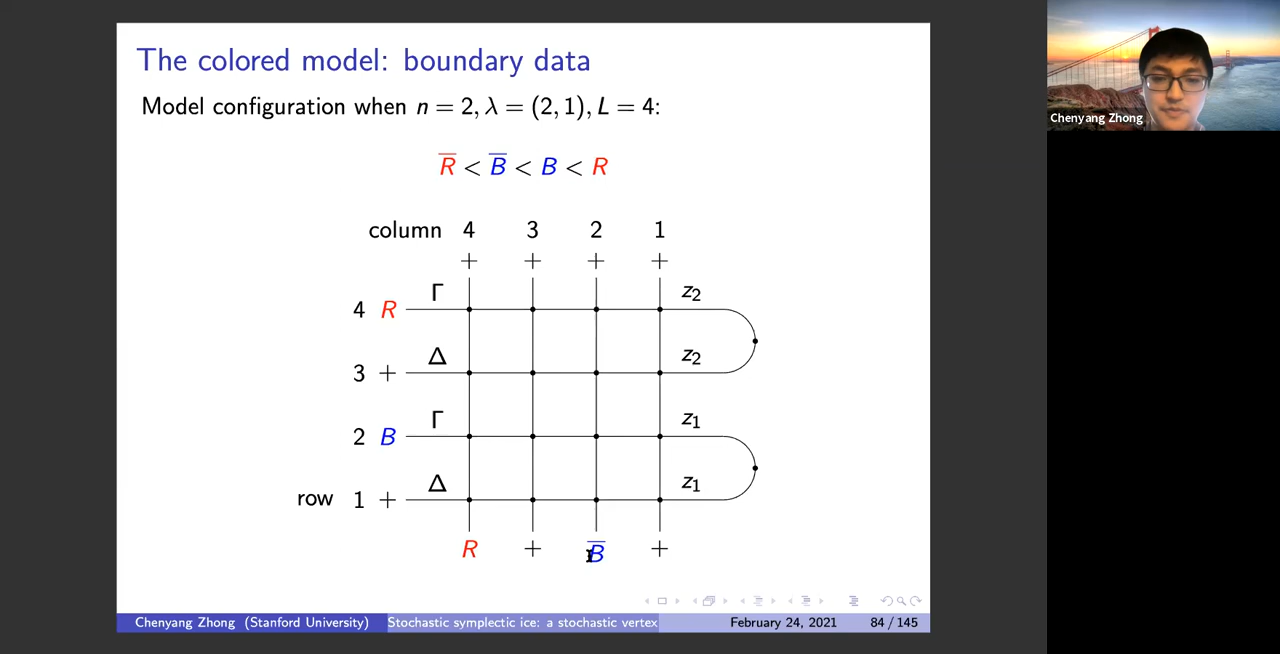 The colored model: boundary data
Model configuration when n = 2, λ = (2, 1), L = 4:
R̅ < B̅ < B < R
column 4 3 2 1
+ + + +
Γ z₂
4 R
Δ z₂
3 +
Γ z₁
2 B
Δ z₁
row 1 +
R + B̅ +
Chenyang Zhong (Stanford University) Stochastic symplectic ice: a stochastic vertex February 24, 2021 84 / 145
Chenyang Zhong